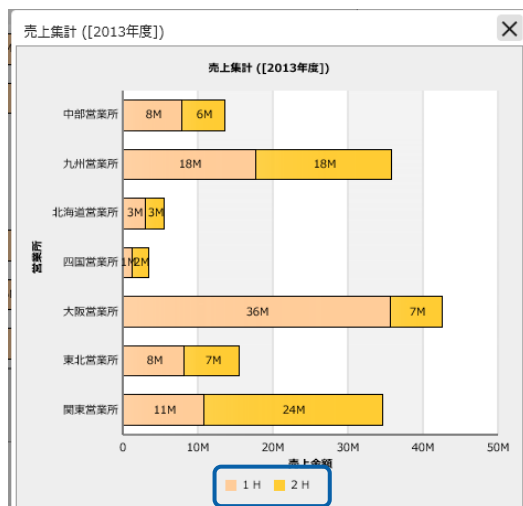 売上集計 ([2013年度])
売上集計 ([2013年度])
中部営業所 8M 6M
九州営業所 18M 18M
北海道営業所 3M 3M
四国営業所 1M 2M
大阪営業所 36M 7M
東北営業所 8M 7M
関東営業所 11M 24M
営業所
0 10M 20M 30M 40M 50M
売上金額
1 H 2 H